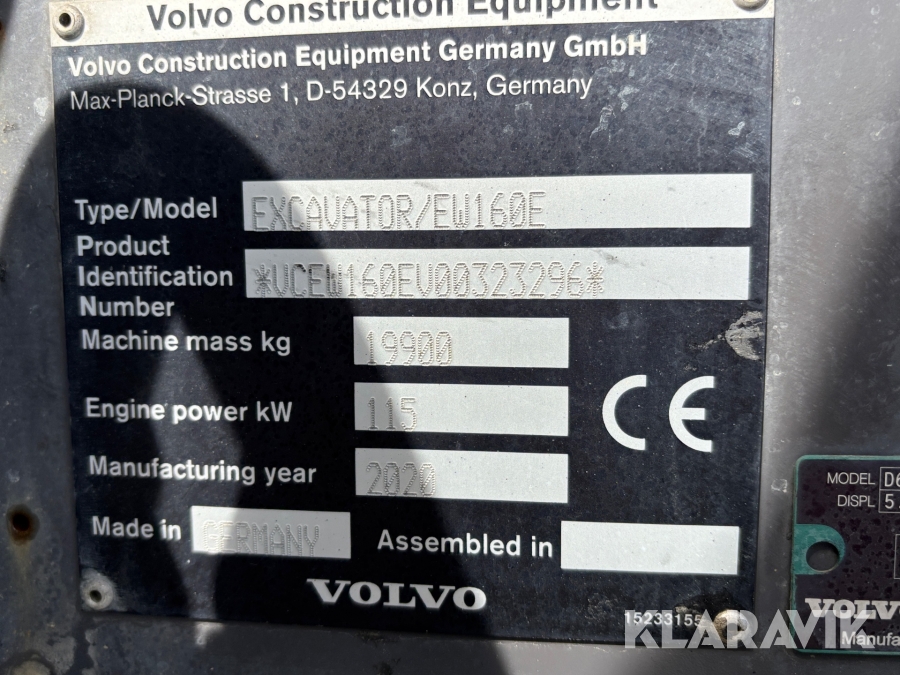 Volvo Construction Equipment
Volvo Construction Equipment Germany GmbH
Max-Planck-Strasse 1, D-54329 Konz, Germany
Type/Model EXCAVATOR/EW160E
Product
Identification *VCEW160EV00323296*
Number
Machine mass kg 19900
Engine power kW 115
Manufacturing year 2020
Made in GERMANY Assembled in
VOLVO
15233155
MODEL D6
DISPL 5.
VOLVO
Manufa
KLARAVIK